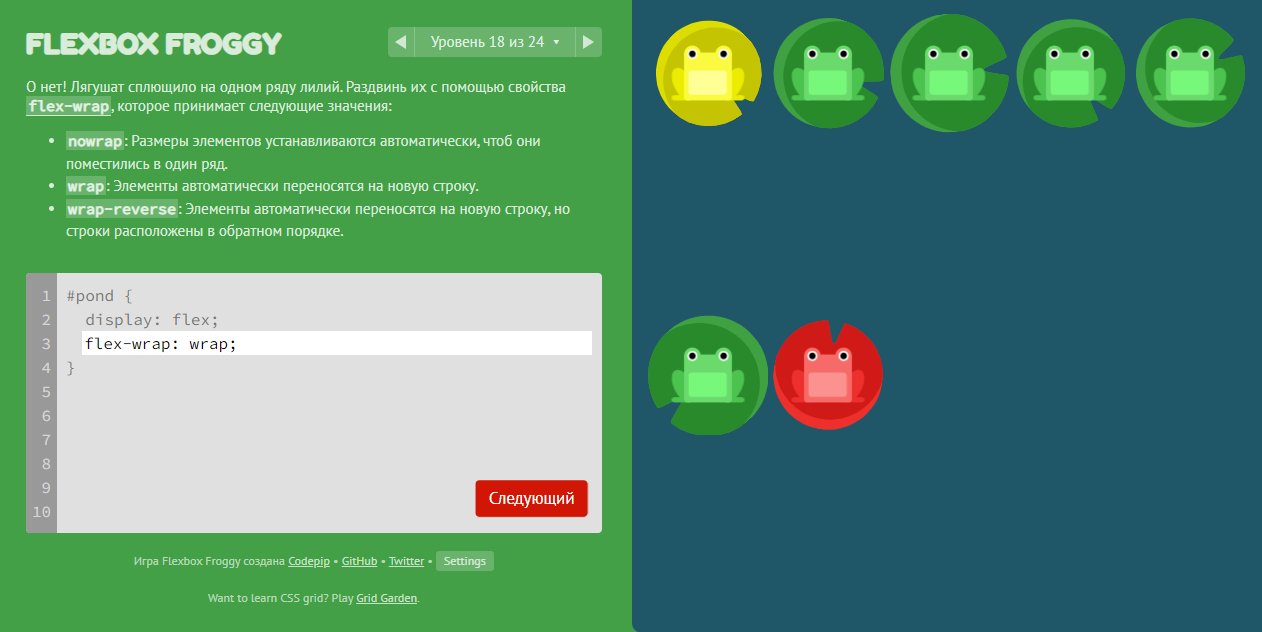 FLEXBOX FROGGY
Уровень 18 из 24
О нет! Лягушат сплющило на одном ряду лилий. Раздвинь их с помощью свойства
flex-wrap, которое принимает следующие значения:
• nowrap: Размеры элементов устанавливаются автоматически, чтоб они
поместились в один ряд.
• wrap: Элементы автоматически переносятся на новую строку.
• wrap-reverse: Элементы автоматически переносятся на новую строку, но
строки расположены в обратном порядке.
1 #pond {
2 display: flex;
3 flex-wrap: wrap;
4 }
5
6
7
8
9
10
Следующий
Игра Flexbox Froggy создана Codepip • GitHub • Twitter • Settings
Want to learn CSS grid? Play Grid Garden.